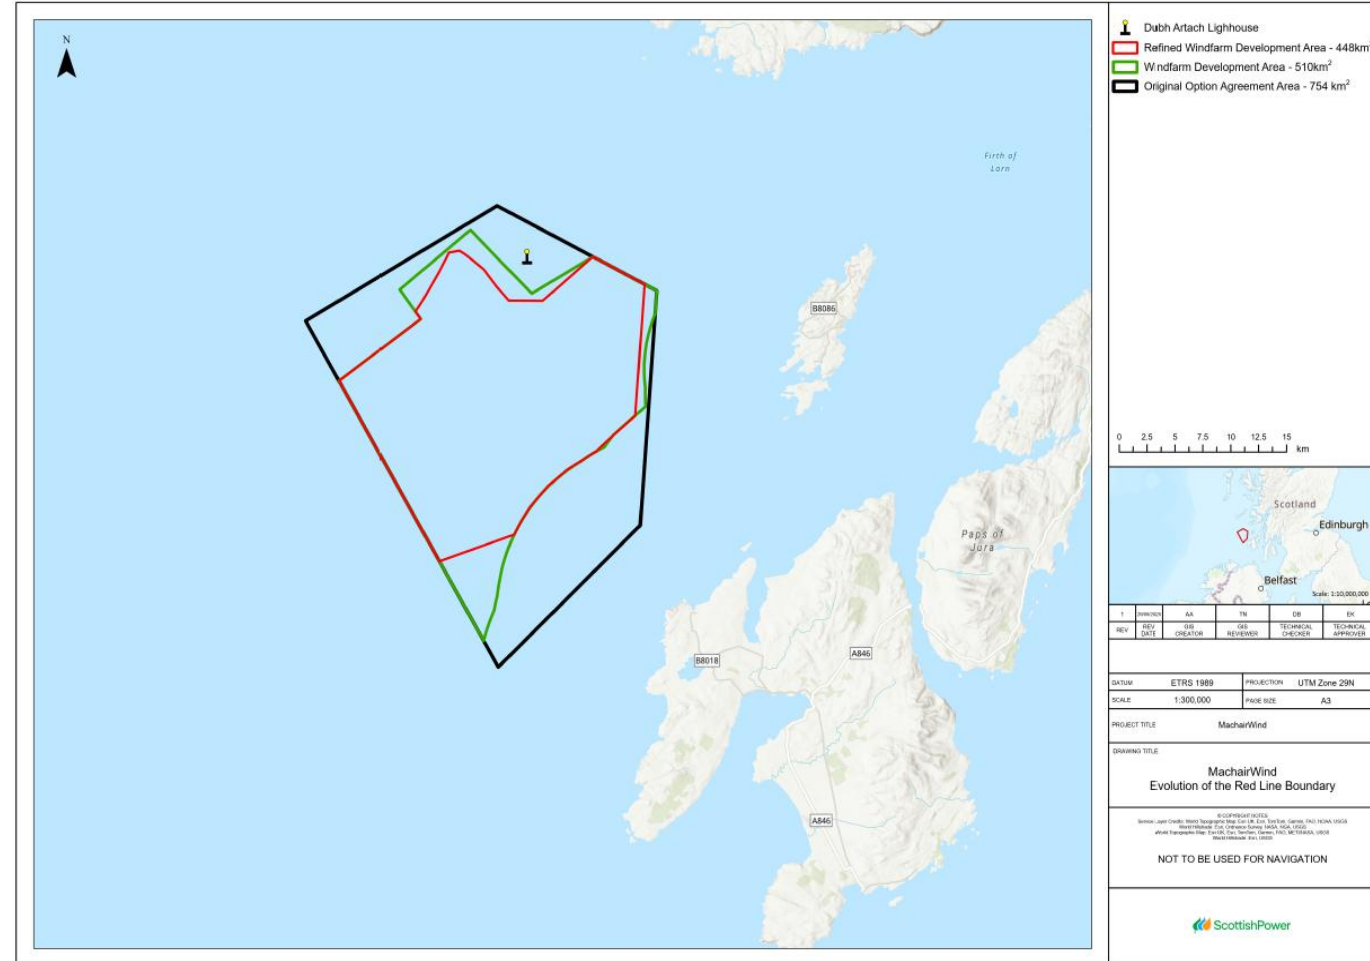 N
Firth of
Lorn
B8086
Paps of
Jura
B8018
A846
A846
Dubh Artach Lighhouse
Refined Windfarm Development Area - 448km
Windfarm Development Area - 510km²
Original Option Agreement Area - 754 km²
0 2.5 5 7.5 10 12.5 15
km
Scotland
Edinburgh
Belfast
Scale: 1:10,000,000
1 AA TN DB EK
REV REV DATE GIS CREATOR GIS REVIEWER TECHNICAL CHECKER TECHNICAL APPROVER
DATUM ETRS 1989 PROJECTION UTM Zone 29N
SCALE 1:300,000 PAGE SIZE A3
PROJECT TITLE MachairWind
DRAWING TITLE
MachairWind
Evolution of the Red Line Boundary
© COPYRIGHT NOTES
NOT TO BE USED FOR NAVIGATION
ScottishPower